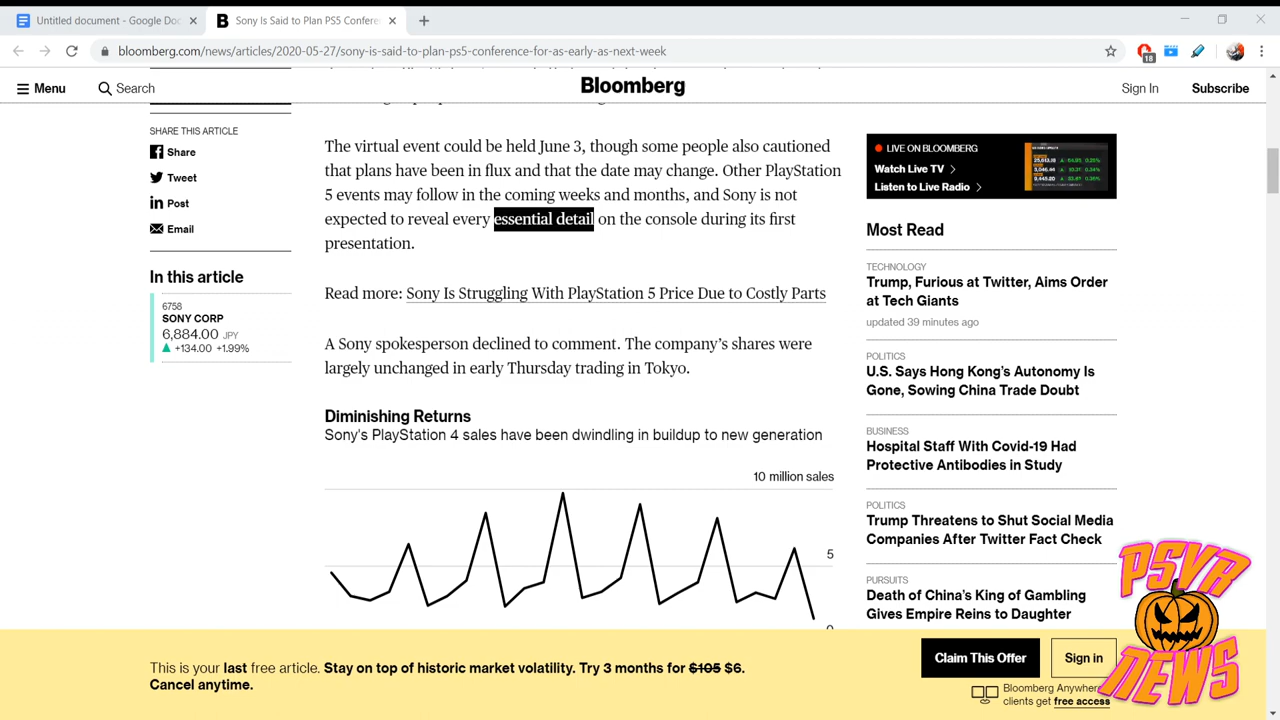 Untitled document - Google Doc
Sony Is Said to Plan PS5 Confere
bloomberg.com/news/articles/2020-05-27/sony-is-said-to-plan-ps5-conference-for-as-early-as-next-week
18
Menu
Search
Bloomberg
Sign In
Subscribe
SHARE THIS ARTICLE
Share
Tweet
Post
Email
In this article
6758
SONY CORP
6,884.00 JPY
+134.00 +1.99%
The virtual event could be held June 3, though some people also cautioned
that plans have been in flux and that the date may change. Other PlayStation
5 events may follow in the coming weeks and months, and Sony is not
expected to reveal every essential detail on the console during its first
presentation.
Read more: Sony Is Struggling With PlayStation 5 Price Due to Costly Parts
A Sony spokesperson declined to comment. The company's shares were
largely unchanged in early Thursday trading in Tokyo.
Diminishing Returns
Sony's PlayStation 4 sales have been dwindling in buildup to new generation
10 million sales
5
0
LIVE ON BLOOMBERG
Watch Live TV
Listen to Live Radio
Most Read
TECHNOLOGY
Trump, Furious at Twitter, Aims Order
at Tech Giants
updated 39 minutes ago
POLITICS
U.S. Says Hong Kong's Autonomy Is
Gone, Sowing China Trade Doubt
BUSINESS
Hospital Staff With Covid-19 Had
Protective Antibodies in Study
POLITICS
Trump Threatens to Shut Social Media
Companies After Twitter Fact Check
PURSUITS
Death of China's King of Gambling
Gives Empire Reins to Daughter
This is your last free article. Stay on top of historic market volatility. Try 3 months for $105 $6.
Cancel anytime.
Claim This Offer
Sign in
Bloomberg Anywhere
clients get free access
PSVR
NEWS